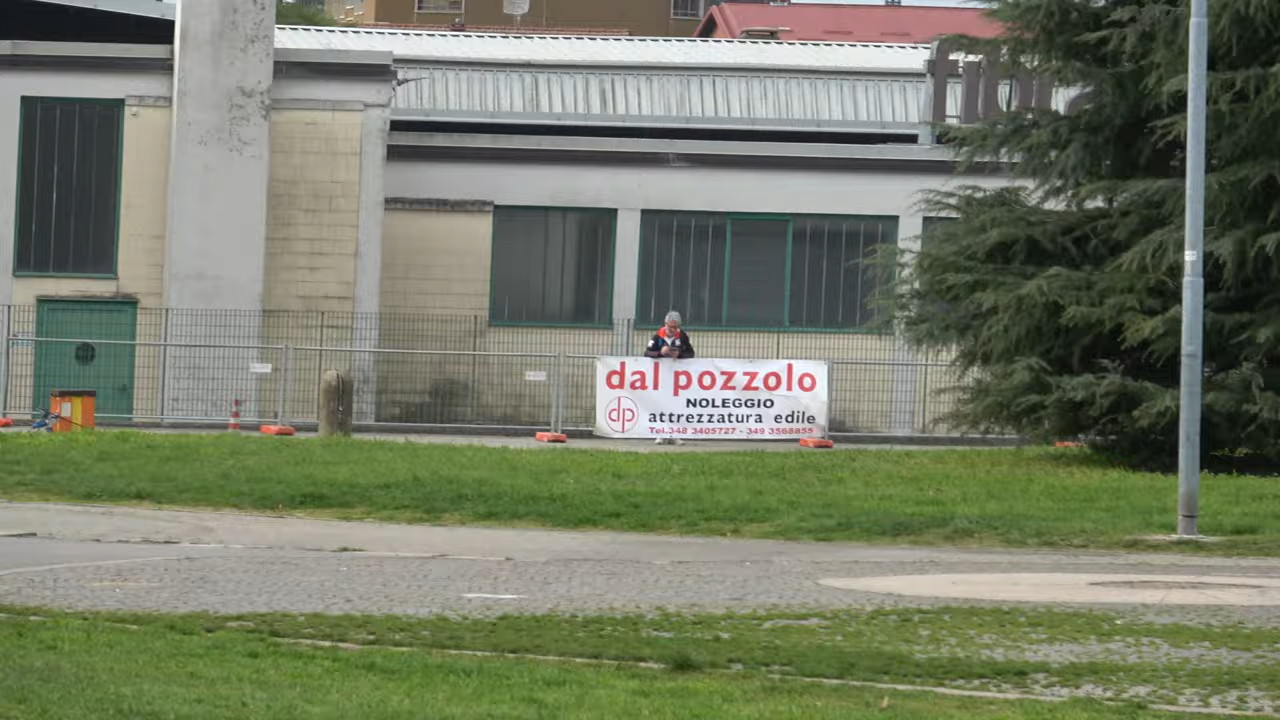 dal pozzolo
NOLEGGIO
dp
attrezzatura edile
Tel.348 3405727 - 349 3568855